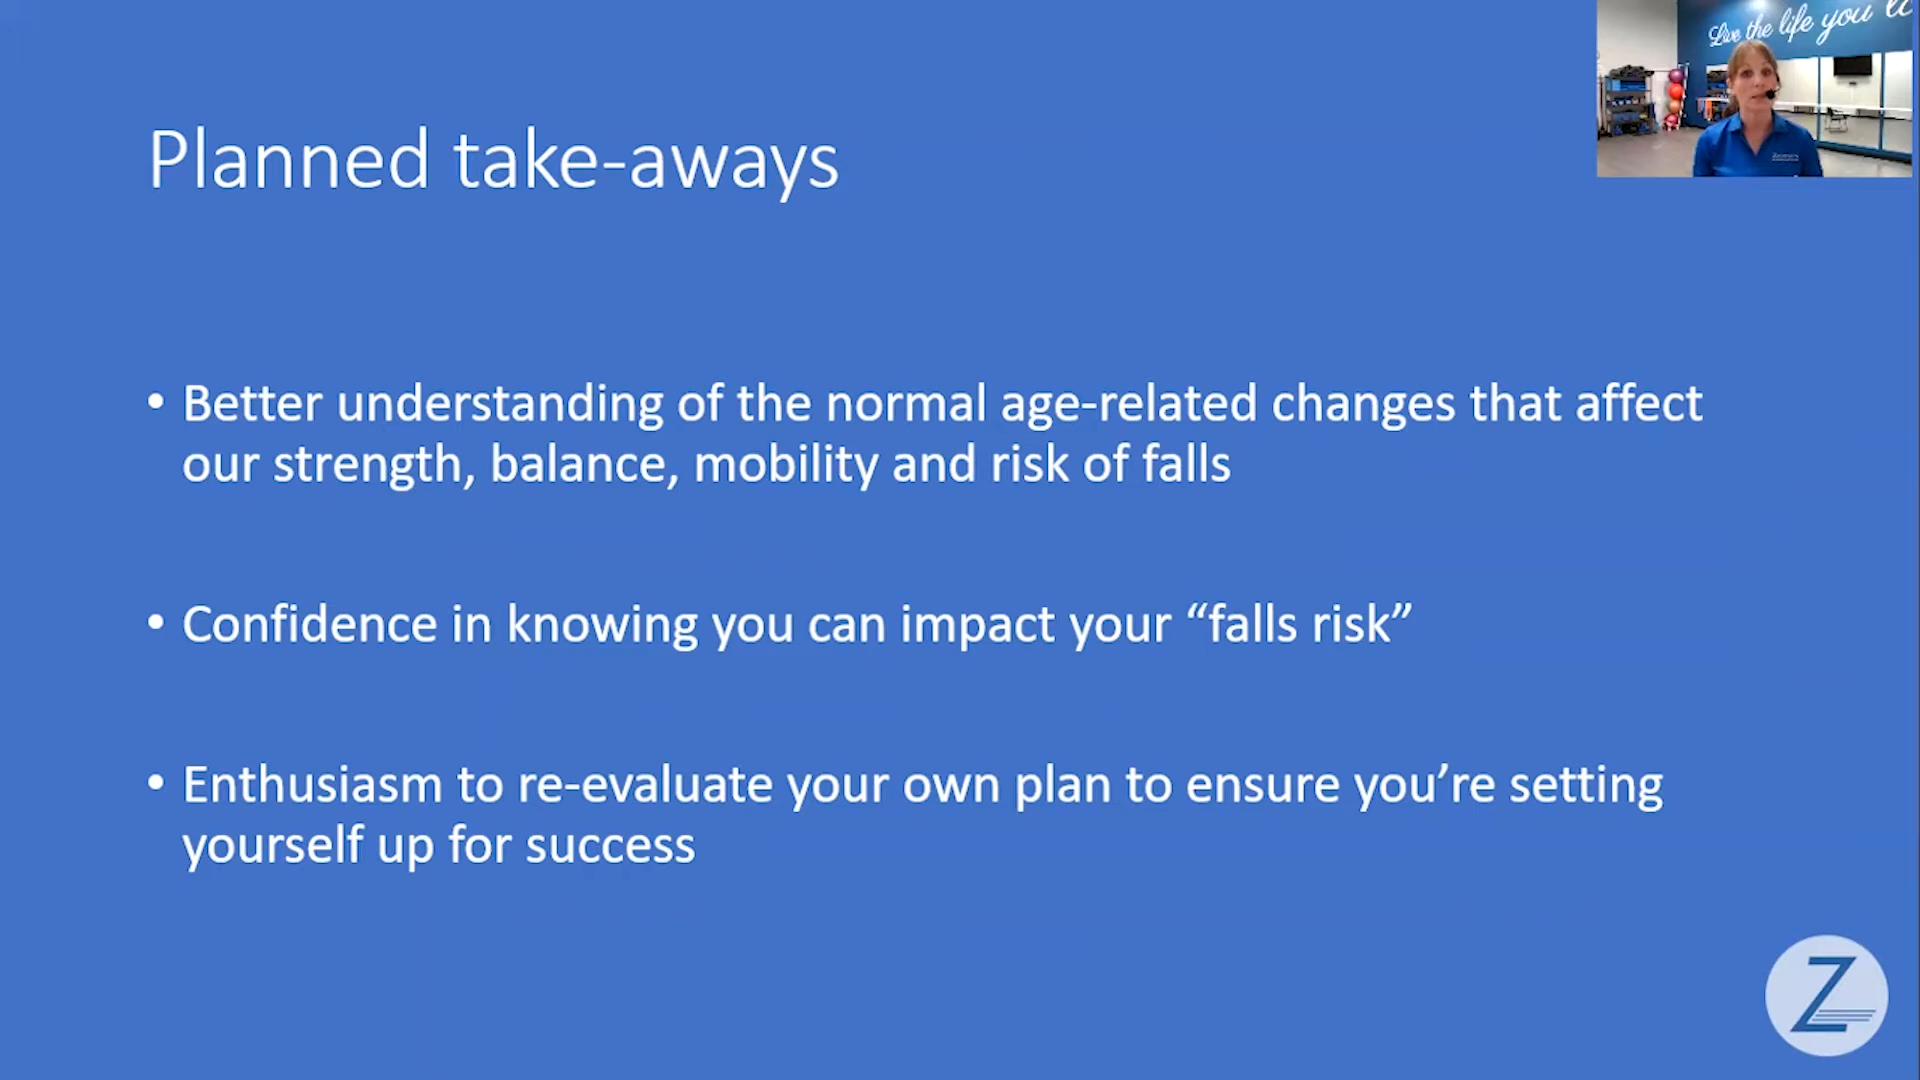 Live the life you
Planned take-aways
• Better understanding of the normal age-related changes that affect
our strength, balance, mobility and risk of falls
• Confidence in knowing you can impact your “falls risk”
• Enthusiasm to re-evaluate your own plan to ensure you’re setting
yourself up for success
Z